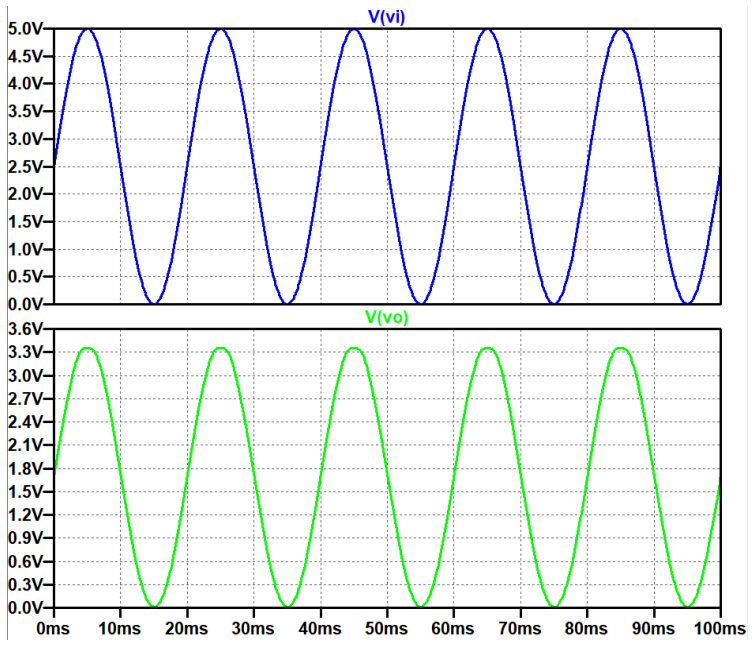 V(vi)
5.0V
4.5V
4.0V
3.5V
3.0V
2.5V
2.0V
1.5V
1.0V
0.5V
0.0V
V(vo)
3.6V
3.3V
3.0V
2.7V
2.4V
2.1V
1.8V
1.5V
1.2V
0.9V
0.6V
0.3V
0.0V
0ms 10ms 20ms 30ms 40ms 50ms 60ms 70ms 80ms 90ms 100ms